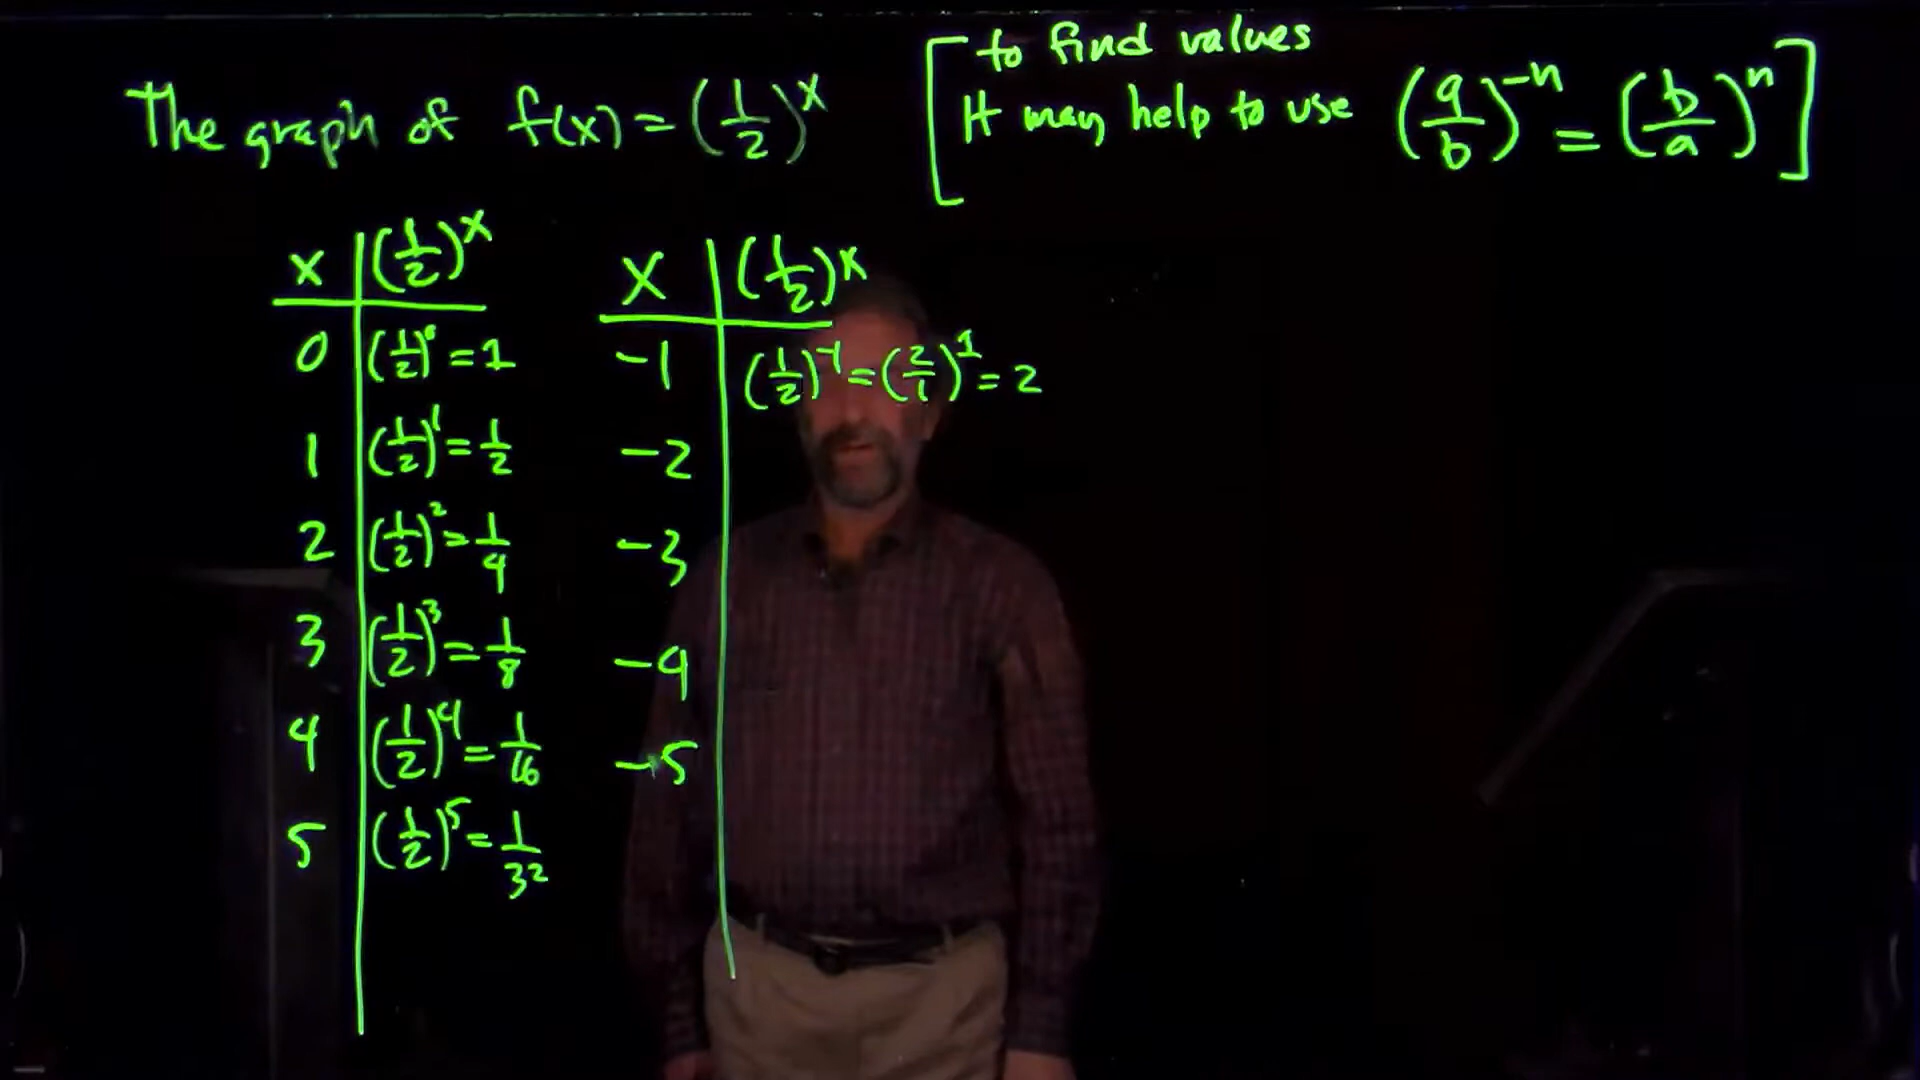 The graph of f(x) = (1/2)^x
[to find values
It may help to use (a/b)^-n = (b/a)^n]
x | (1/2)^x
0 | (1/2)^0 = 1
1 | (1/2)^1 = 1/2
2 | (1/2)^2 = 1/4
3 | (1/2)^3 = 1/8
4 | (1/2)^4 = 1/16
5 | (1/2)^5 = 1/32
x | (1/2)^x
-1 | (1/2)^-1 = (2/1)^1 = 2
-2
-3
-4
-5